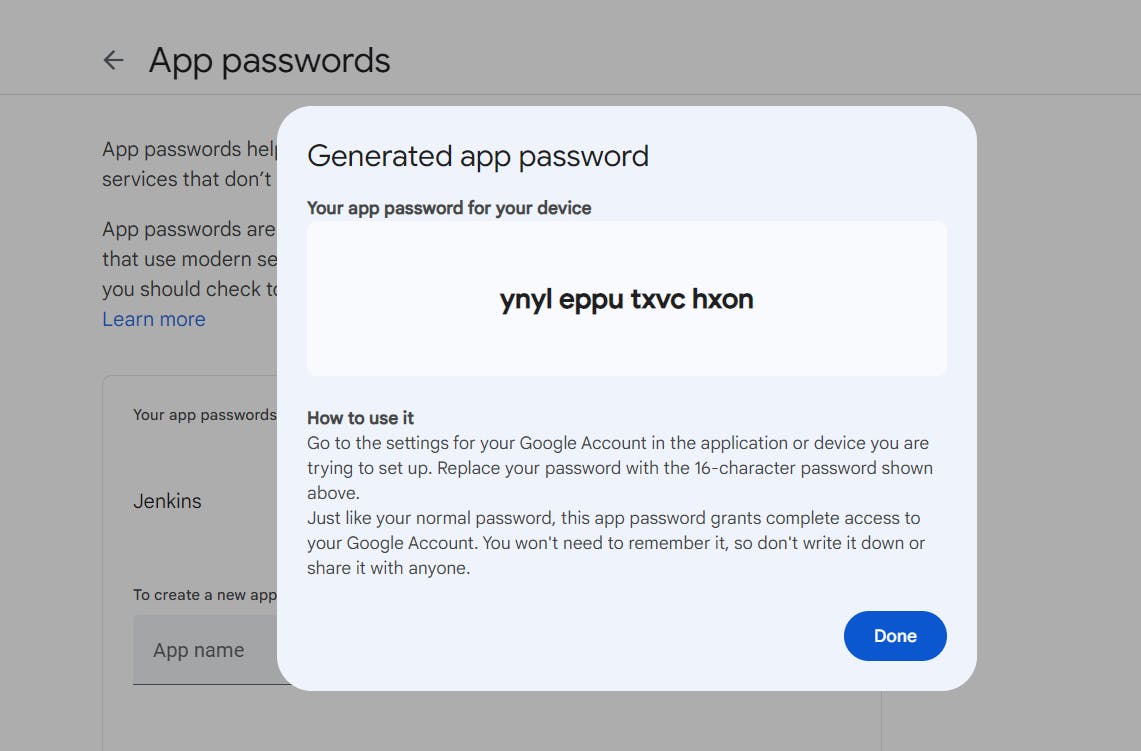 App passwords
App passwords help
services that don't
App passwords are
that use modern se
you should check to
Learn more
Your app passwords
Jenkins
To create a new app
App name
Generated app password
Your app password for your device
ynyl eppu txvc hxon
How to use it
Go to the settings for your Google Account in the application or device you are
trying to set up. Replace your password with the 16-character password shown
above.
Just like your normal password, this app password grants complete access to
your Google Account. You won't need to remember it, so don't write it down or
share it with anyone.
Done